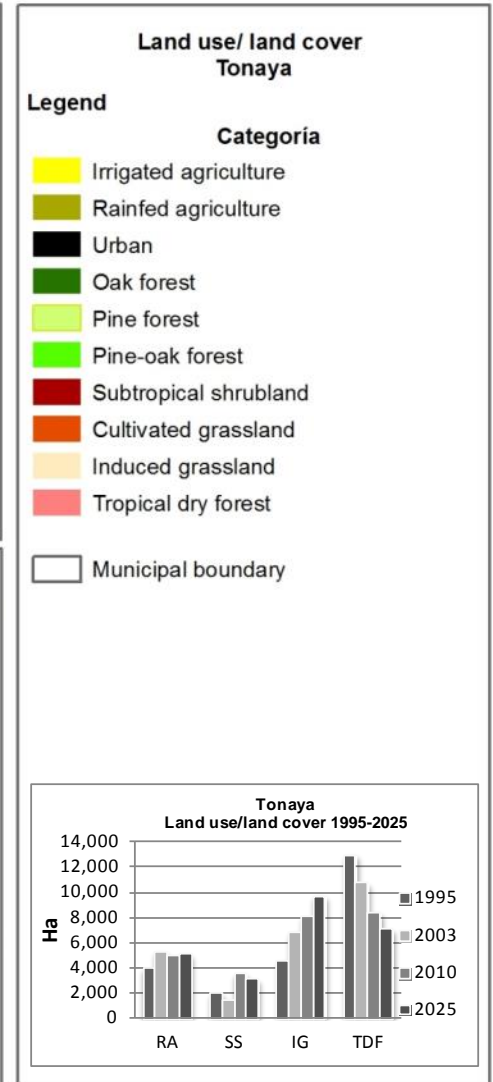 Land use/ land cover
Tonaya
Legend
Categoría
Irrigated agriculture
Rainfed agriculture
Urban
Oak forest
Pine forest
Pine-oak forest
Subtropical shrubland
Cultivated grassland
Induced grassland
Tropical dry forest
Municipal boundary
Tonaya
Land use/land cover 1995-2025
14,000
12,000
10,000
8,000
6,000
4,000
2,000
0
Ha
RA SS IG TDF
1995
2003
2010
2025